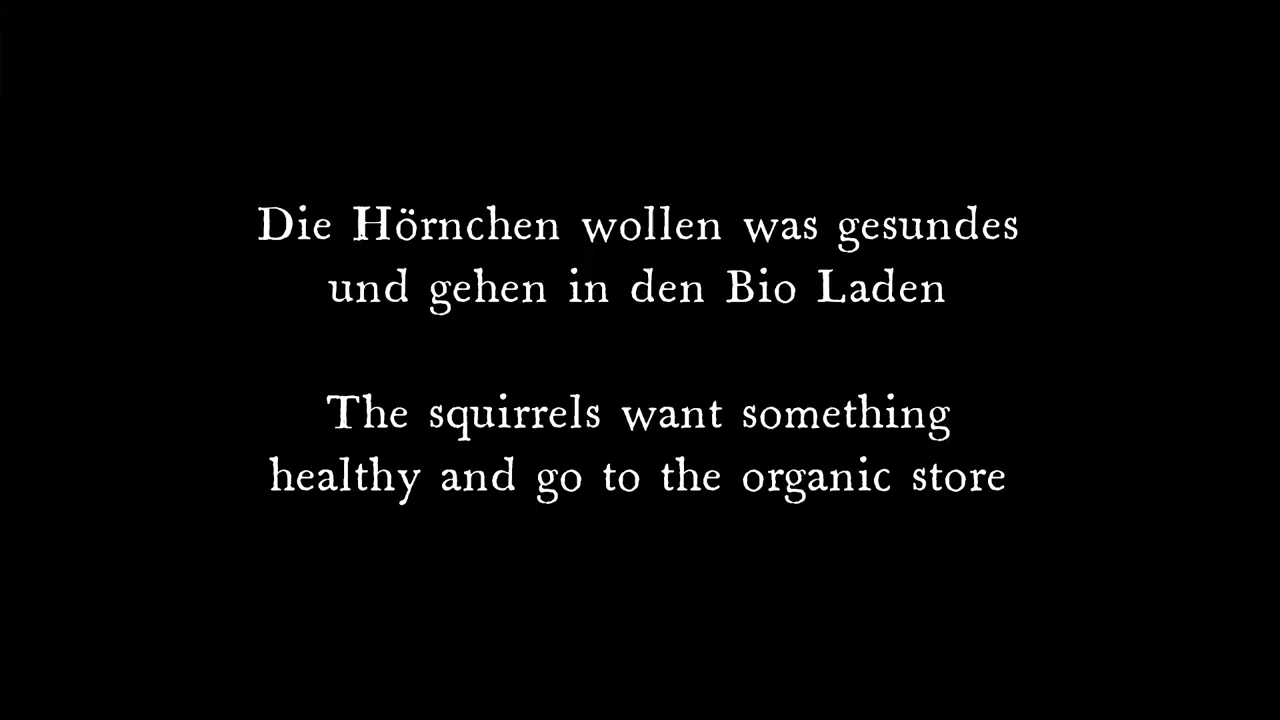 Die Hörnchen wollen was gesundes
und gehen in den Bio Laden
The squirrels want something
healthy and go to the organic store